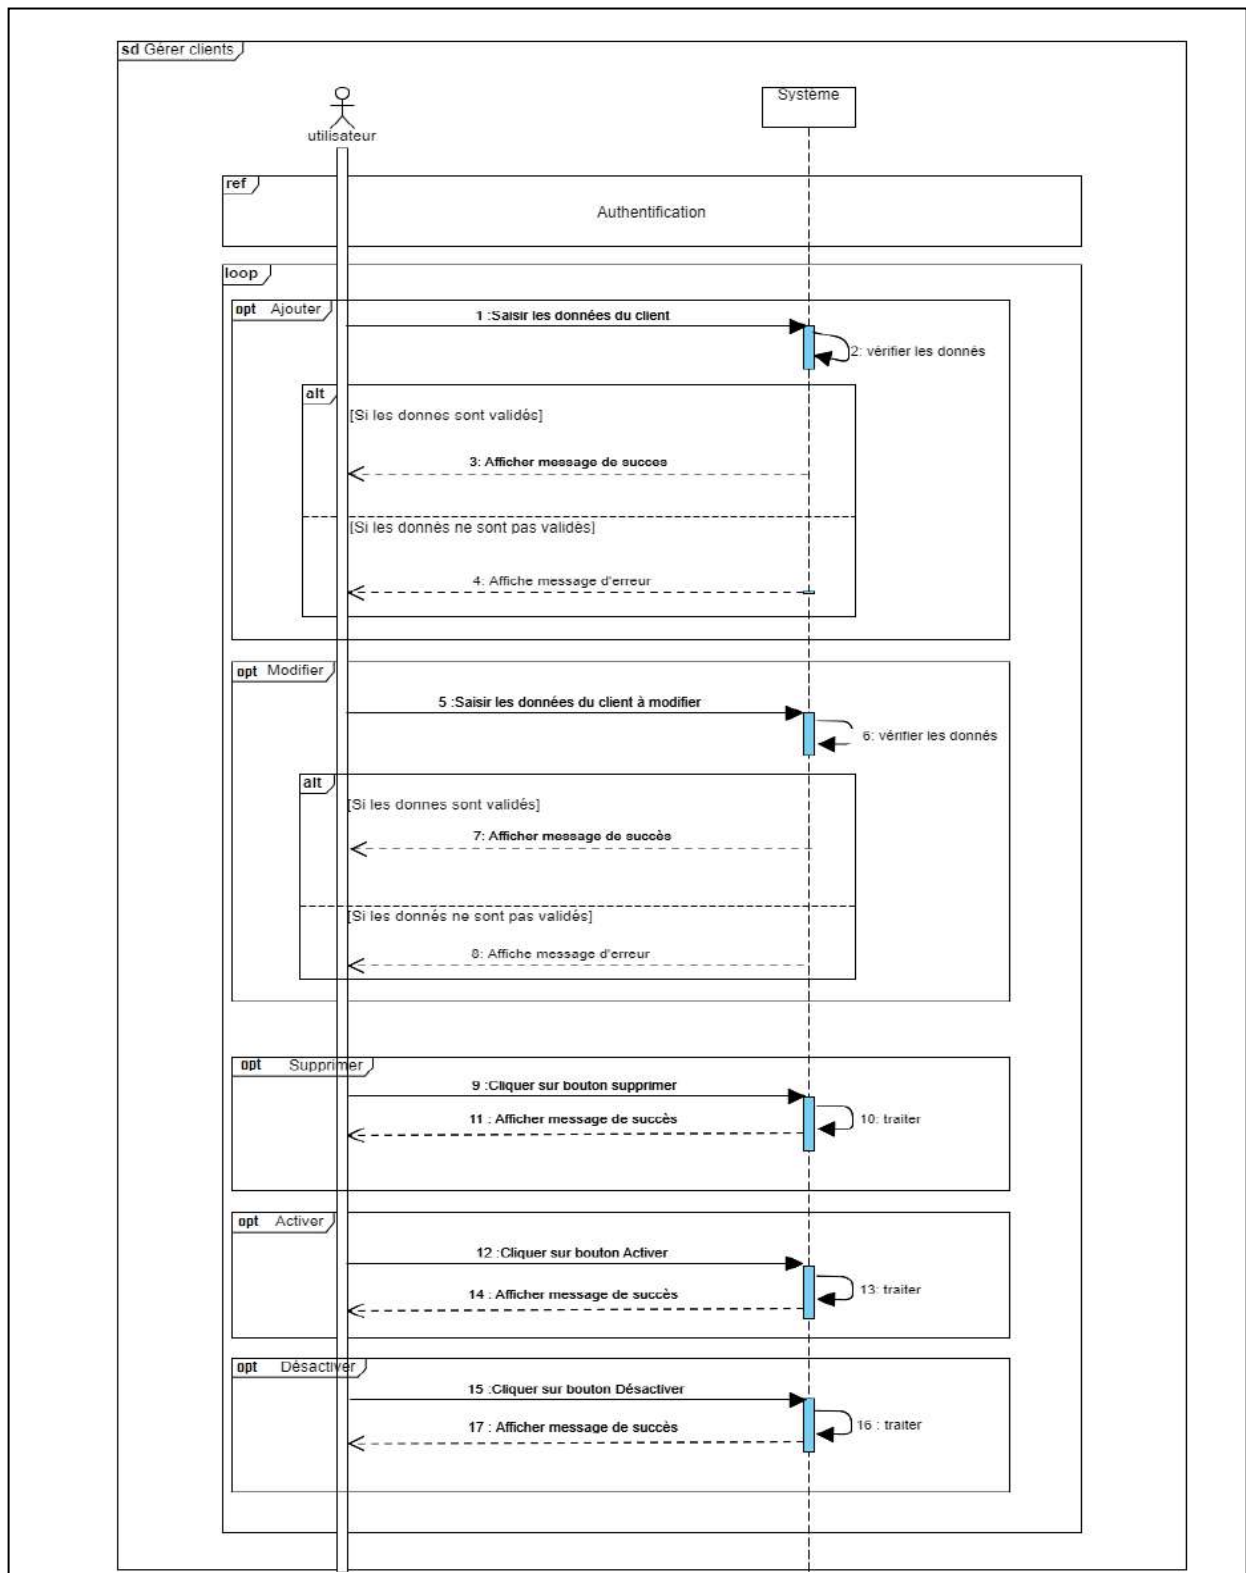 sd Gérer clients
Système
utilisateur
ref
Authentification
loop
opt Ajouter
1 :Saisir les données du client
2: vérifier les donnés
alt
[Si les donnes sont validés]
3: Afficher message de succes
[Si les donnés ne sont pas validés]
4: Affiche message d'erreur
opt Modifier
5 :Saisir les données du client à modifier
6: vérifier les donnés
alt
[Si les donnes sont validés]
7: Afficher message de succès
[Si les donnés ne sont pas validés]
8: Affiche message d'erreur
opt Supprimer
9 :Cliquer sur bouton supprimer
11 : Afficher message de succès
10: traiter
opt Activer
12 :Cliquer sur bouton Activer
14 : Afficher message de succès
13: traiter
opt Désactiver
15 :Cliquer sur bouton Désactiver
17 : Afficher message de succès
16 : traiter